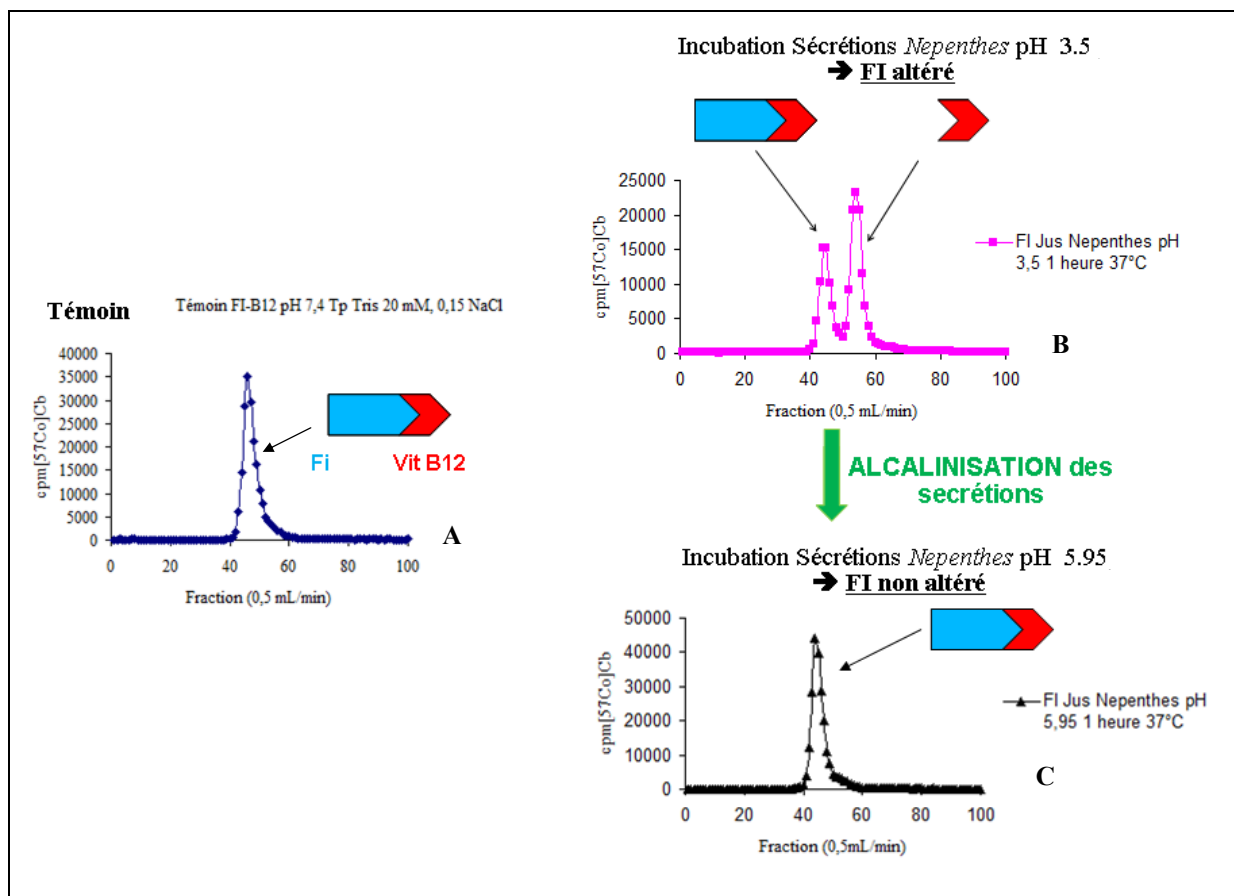 Témoin
Témoin FI-B12 pH 7,4 Tp Tris 20 mM, 0,15 NaCl
cpm[57Co]Cb
40000
35000
30000
25000
20000
15000
10000
5000
0
0 20 40 60 80 100
Fraction (0,5 mL/min)
Fi
Vit B12
A
Incubation Sécrétions Nepenthes pH 3.5
➔ FI altéré
cpm[57Co]Cb
25000
20000
15000
10000
5000
0
0 20 40 60 80 100
Fraction (0,5 mL/min)
FI Jus Nepenthes pH
3,5 1 heure 37°C
B
ALCALINISATION des
secrétions
Incubation Sécrétions Nepenthes pH 5.95
➔ FI non altéré
cpm[57Co]Cb
50000
40000
30000
20000
10000
0
0 20 40 60 80 100
Fraction (0,5mL/min)
FI Jus Nepenthes pH
5,95 1 heure 37°C
C